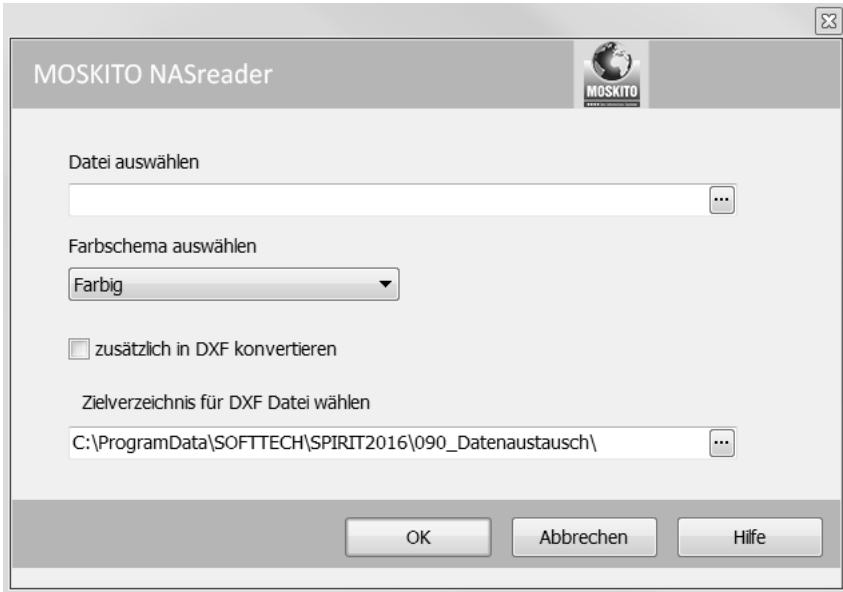 MOSKITO NASreader
MOSKITO
Datei auswählen
...
Farbschema auswählen
Farbig
zusätzlich in DXF konvertieren
Zielverzeichnis für DXF Datei wählen
C:\ProgramData\SOFTTECH\SPIRIT2016\090_Datenaustausch\
...
OK
Abbrechen
Hilfe